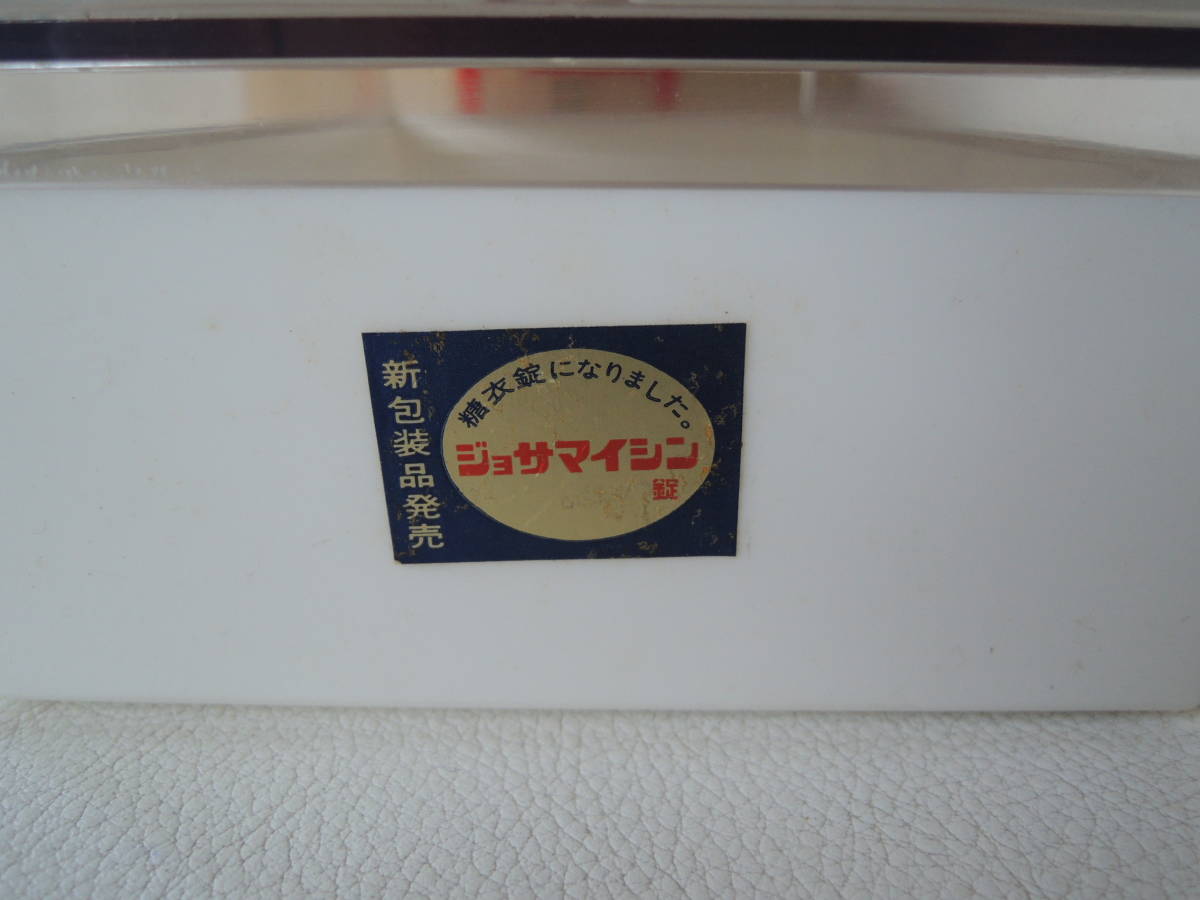 新包装品発売
糖衣錠になりました。
ジョサマイシン
錠